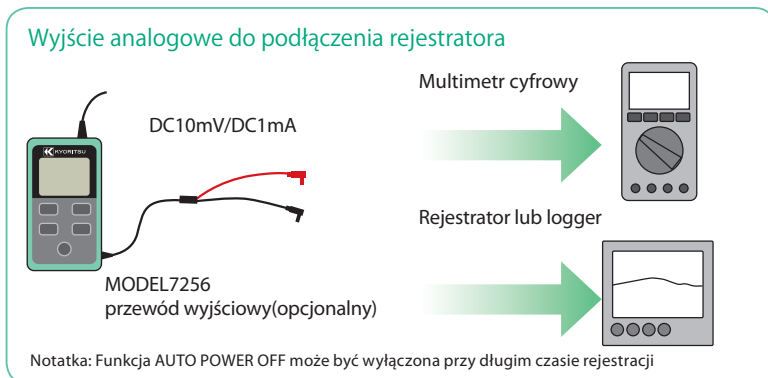 Wyjście analogowe do podłączenia rejestratora
Multimetr cyfrowy
DC10mV/DC1mA
KYORITSU
Rejestrator lub logger
MODEL7256
przewód wyjściowy(opcjonalny)
Notatka: Funkcja AUTO POWER OFF może być wyłączona przy długim czasie rejestracji